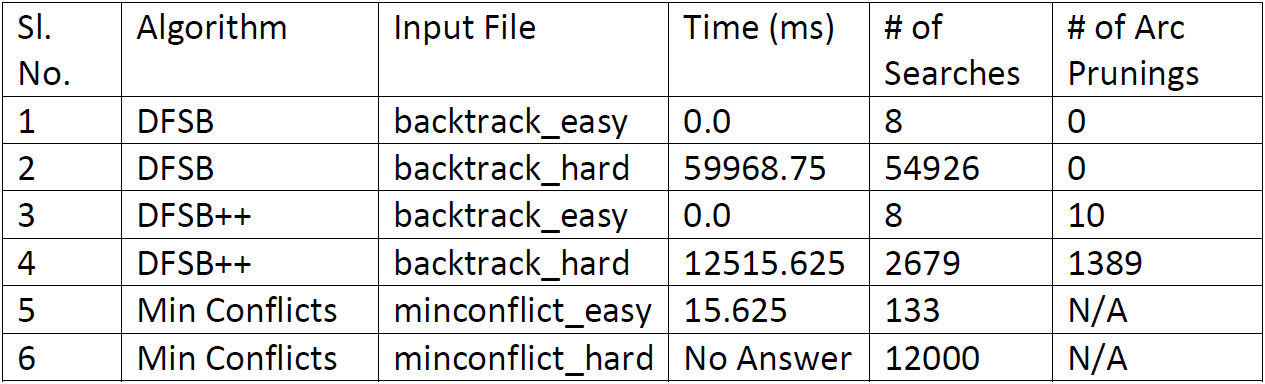 Sl. No. Algorithm Input File Time (ms) # of Searches # of Arc Prunings
1 DFSB backtrack_easy 0.0 8 0
2 DFSB backtrack_hard 59968.75 54926 0
3 DFSB++ backtrack_easy 0.0 8 10
4 DFSB++ backtrack_hard 12515.625 2679 1389
5 Min Conflicts minconflict_easy 15.625 133 N/A
6 Min Conflicts minconflict_hard No Answer 12000 N/A